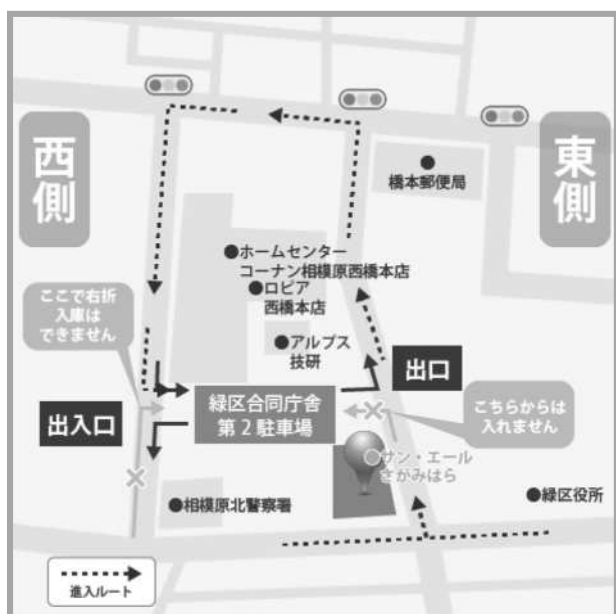 西側
東側
●橋本郵便局
●ホームセンター
コーナン相模原西橋本店
●ロピア
西橋本店
ここで右折
入庫は
できません
●アルプス
技研
出口
出入口
緑区合同庁舎
第2駐車場
こちらからは
入れません
●サン・エール
さがみはら
●相模原北警察署
●緑区役所
進入ルート